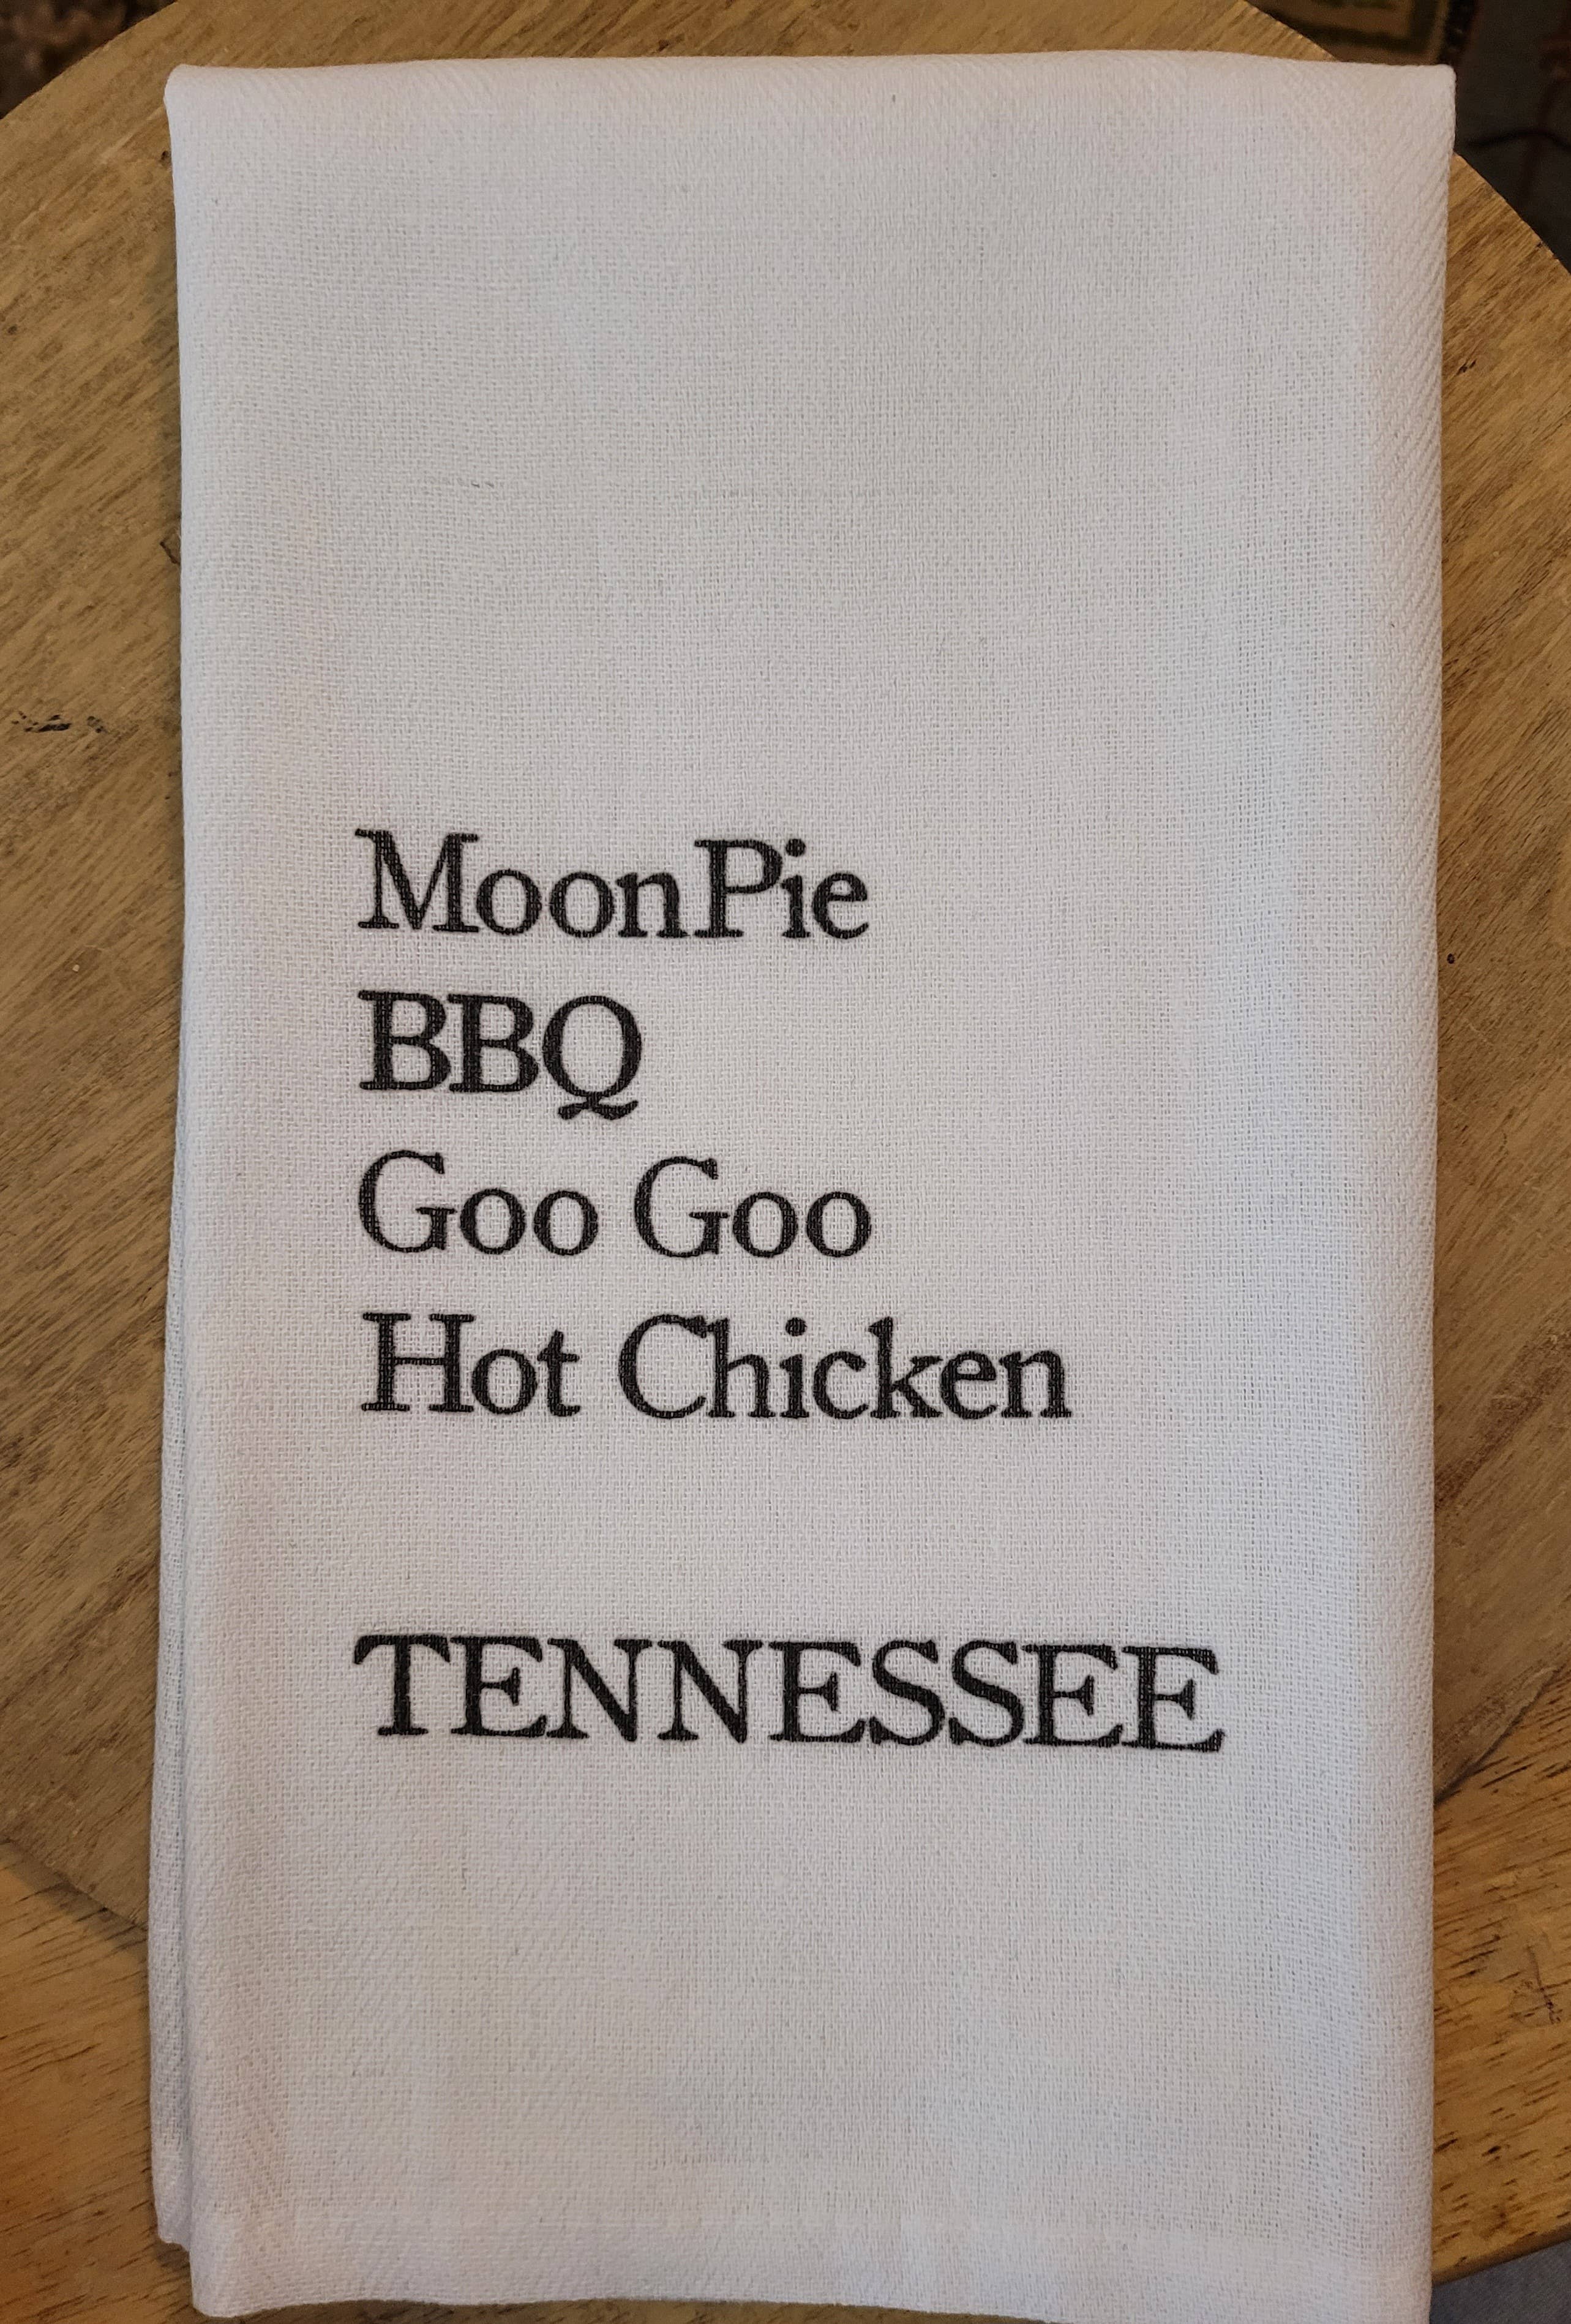 MoonPie
BBQ
Goo Goo
Hot Chicken
TENNESSEE